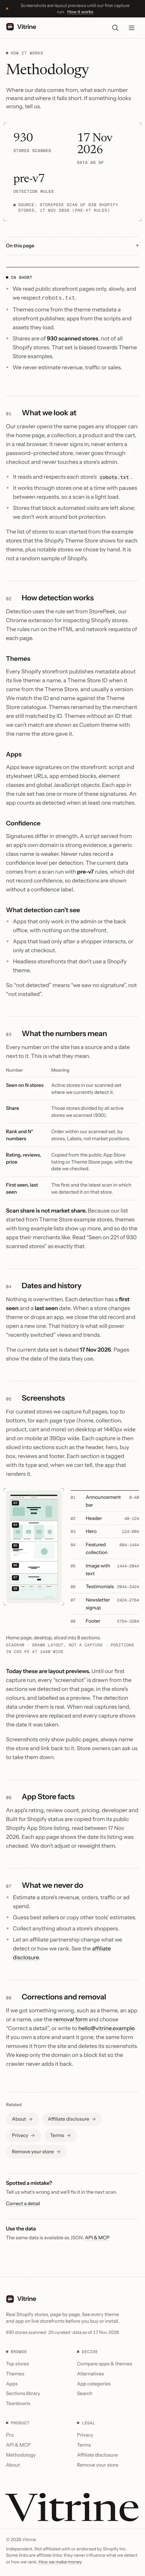 Screenshots are layout previews until our first capture
run. How it works
Vitrine
HOW IT WORKS
Methodology
Where our data comes from, what each number
means and where it falls short. If something looks
wrong, tell us.
930
STORES SCANNED
17 Nov
2026
DATA AS OF
pre-v7
DETECTION RULES
SOURCE: STOREPEEK SCAN OF 930 SHOPIFY
STORES, 17 NOV 2026 (PRE-V7 RULES)
On this page
+
IN SHORT
We read public storefront pages only, slowly, and
we respect robots.txt.
Themes come from the theme metadata a
storefront publishes; apps from the scripts and
assets they load.
Shares are of 930 scanned stores, not of all
Shopify stores. That set is biased towards Theme
Store examples.
We never estimate revenue, traffic or sales.
01 What we look at
Our crawler opens the same pages any shopper can:
the home page, a collection, a product and the cart,
in a real browser. It never signs in, never enters a
password-protected store, never goes through
checkout and never touches a store's admin.
It reads and respects each store's robots.txt.
It works through stores one at a time with pauses
between requests, so a scan is a light load.
Stores that block automated visits are left alone;
we don't work around bot protection.
The list of stores to scan started from the example
stores that the Shopify Theme Store shows for each
theme, plus notable stores we chose by hand. It is
not a random sample of Shopify.
02 How detection works
Detection uses the rule set from StorePeek, our
Chrome extension for inspecting Shopify stores.
The rules run on the HTML and network requests of
each page.
Themes
Every Shopify storefront publishes metadata about
its live theme: a name, a Theme Store ID when it
came from the Theme Store, and usually a version.
We match the ID and name against the Theme
Store catalogue. Themes renamed by the merchant
are still matched by ID. Themes without an ID that
we can't match are shown as Custom theme with
the name the store gave it.
Apps
Apps leave signatures on the storefront: script and
stylesheet URLs, app embed blocks, element
classes and global JavaScript objects. Each app in
the rule set has one or more of these signatures. An
app counts as detected when at least one matches.
Confidence
Signatures differ in strength. A script served from
an app's own domain is strong evidence; a generic
class name is weaker. Newer rules record a
confidence level per detection. The current data
comes from a scan run with pre-v7 rules, which did
not record confidence, so detections are shown
without a confidence label.
What detection can't see
Apps that only work in the admin or the back
office, with nothing on the storefront.
Apps that load only after a shopper interacts, or
only at checkout.
Headless storefronts that don't use a Shopify
theme.
So “not detected” means “we saw no signature”, not
“not installed”.
03 What the numbers mean
Every number on the site has a source and a date
next to it. This is what they mean.
Number Meaning
Seen on N stores Active stores in our scanned set
where we currently detect it.
Share Those stores divided by all active
stores we scanned (930).
Rank and Nº
numbers
Order within our scanned set, by
stores. Labels, not market positions.
Rating, reviews,
price
Copied from the public App Store
listing or Theme Store page, with the
date we checked.
First seen, last
seen
The first and the latest scan in which
we detected it on that store.
Scan share is not market share. Because our list
started from Theme Store example stores, themes
with long example lists show up more, and so do the
apps their merchants like. Read “Seen on 221 of 930
scanned stores” as exactly that.
04 Dates and history
Nothing is overwritten. Each detection has a first
seen and a last seen date. When a store changes
theme or drops an app, we close the old record and
open a new one. That history is what will power
“recently switched” views and trends.
The current data set is dated 17 Nov 2026. Pages
show the date of the data they use.
05 Screenshots
For curated stores we capture full pages, top to
bottom, for each page type (home, collection,
product, cart and more) on desktop at 1440px wide
and on mobile at 390px wide. Each capture is then
sliced into sections such as the header, hero, buy
box, reviews and footer. Each section is tagged
with its type and, when we can tell, the app that
renders it.
01 Announcement
bar 0–40
02 Header 40–124
03 Hero 124–804
04 Featured
collection 804–1444
05 Image with
text 1444–2044
06 Testimonials 2044–2424
07 Newsletter
signup 2424–2764
08 Footer 2764–3204
Home page, desktop, sliced into 8 sections.
DIAGRAM · DRAWN LAYOUT, NOT A CAPTURE · POSITIONS
IN CSS PX AT 1440 WIDE
Today these are layout previews. Until our first
capture run, every “screenshot” is drawn from the
sections we detected on that page, in the store's
colours, and labelled as a preview. The detection
data under them is real. When real captures land,
the previews are replaced and every capture shows
the date it was taken.
Screenshots only show public pages, always name
the store and link back to it. Store owners can ask us
to take them down.
06 App Store facts
An app's rating, review count, pricing, developer and
Built for Shopify status are copied from its public
Shopify App Store listing, read between 17 Nov
2026. Each app page shows the date its listing was
checked. We don't adjust or reweight them.
07 What we never do
Estimate a store's revenue, orders, traffic or ad
spend.
Guess best sellers or copy other tools' estimates.
Collect anything about a store's shoppers.
Let an affiliate partnership change what we
detect or how we rank. See the affiliate
disclosure.
08 Corrections and removal
If we got something wrong, such as a theme, an app
or a name, use the removal form and choose
“Correct a detail”, or write to hello@vitrine.example.
If you own a store and want it gone, the same form
removes it from the site and deletes its screenshots.
We keep only the domain on a block list so the
crawler never adds it back.
Related
About →
Affiliate disclosure →
Privacy →
Terms →
Remove your store →
Spotted a mistake?
Tell us what's wrong and we'll fix it in the next scan.
Correct a detail
Use the data
The same data is available as JSON. API & MCP
Vitrine
Real Shopify stores, page by page. See every theme
and app on live storefronts before you buy or install.
930 stores scanned · 20 curated · data as of 17 Nov 2026
BROWSE
Top stores
Themes
Apps
Sections library
Teardowns
DECIDE
Compare apps & themes
Alternatives
App categories
Search
PRODUCT
Pro
API & MCP
Methodology
About
LEGAL
Privacy
Terms
Affiliate disclosure
Remove your store
Vitrine
© 2026 Vitrine
Independent. Not affiliated with or endorsed by Shopify Inc.
Some links are affiliate links; they never influence what we detect
or how we rank. How we make money